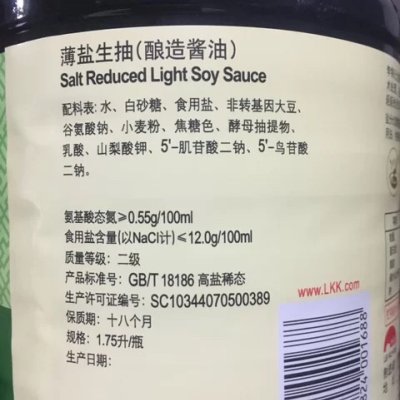 薄盐生抽(酿造酱油)
Salt Reduced Light Soy Sauce
配料表: 水、白砂糖、食用盐、非转基因大豆、
谷氨酸钠、小麦粉、焦糖色、酵母抽提物、
乳酸、山梨酸钾、5'-肌苷酸二钠、5'-鸟苷酸
二钠。
氨基酸态氮≥0.55g/100ml
食用盐含量(以NaCl计)≤12.0g/100ml
质量等级: 二级
产品标准号: GB/T 18186 高盐稀态
生产许可证编号: SC10344070500389
保质期: 十八个月
规格: 1.75升/瓶
生产日期:
www.LKK.com